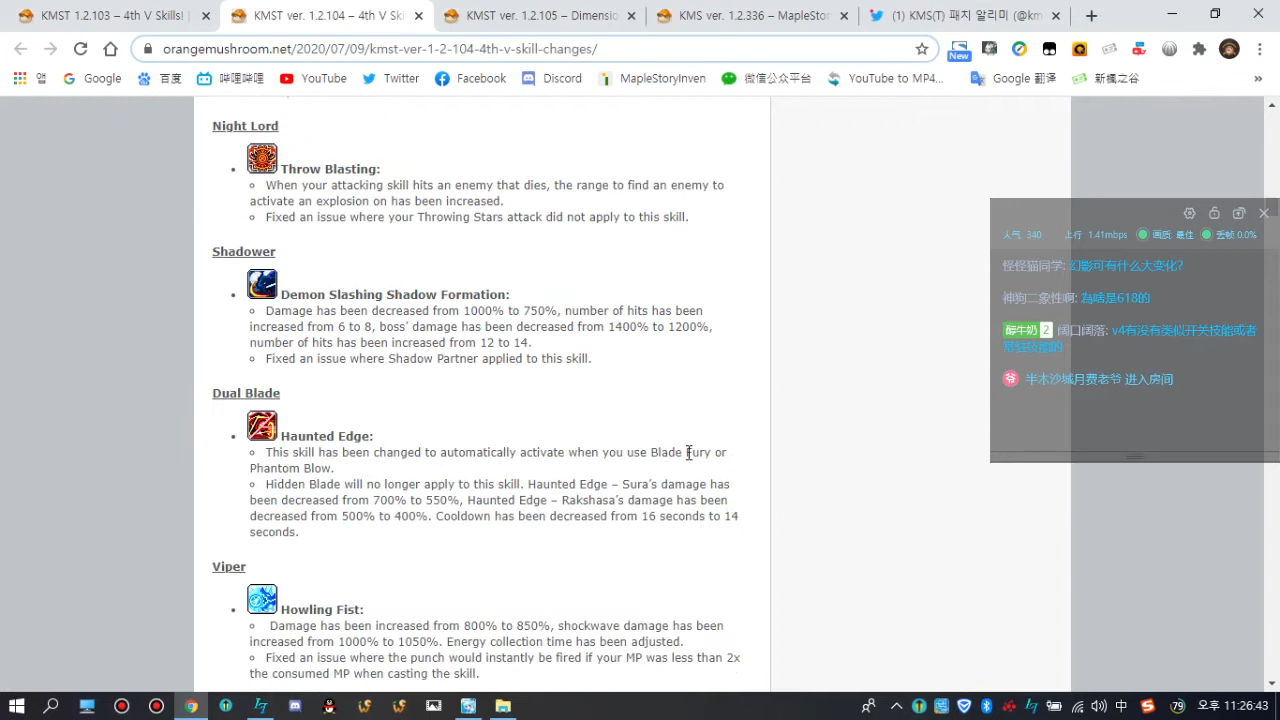 KMST 1.2.103 – 4th V Skills! |
KMST ver. 1.2.104 – 4th V Ski
KMST ver. 1.2.105 – Dimensio
KMS ver. 1.2.336 – MapleStor
(1) KMS(T) 패치 알리미 (@km
orangemushroom.net/2020/07/09/kmst-ver-1-2-104-4th-v-skill-changes/
New
앱
Google
百度
哔哩哔哩
YouTube
Twitter
Facebook
Discord
MapleStoryInven
微信公众平台
YouTube to MP4...
Google 翻译
新楓之谷
»
Night Lord
Throw Blasting:
When your attacking skill hits an enemy that dies, the range to find an enemy to
activate an explosion on has been increased.
Fixed an issue where your Throwing Stars attack did not apply to this skill.
Shadower
Demon Slashing Shadow Formation:
Damage has been decreased from 1000% to 750%, number of hits has been
increased from 6 to 8, boss’ damage has been decreased from 1400% to 1200%,
number of hits has been increased from 12 to 14.
Fixed an issue where Shadow Partner applied to this skill.
Dual Blade
Haunted Edge:
This skill has been changed to automatically activate when you use Blade Fury or
Phantom Blow.
Hidden Blade will no longer apply to this skill. Haunted Edge – Sura’s damage has
been decreased from 700% to 550%, Haunted Edge – Rakshasa’s damage has been
decreased from 500% to 400%. Cooldown has been decreased from 16 seconds to 14
seconds.
Viper
Howling Fist:
Damage has been increased from 800% to 850%, shockwave damage has been
increased from 1000% to 1050%. Energy collection time has been adjusted.
Fixed an issue where the punch would instantly be fired if your MP was less than 2x
the consumed MP when casting the skill.
人气 340 上行 1.41mbps 画质 最佳 丢帧 0.0%
怪怪猫同学: 幻影可有什么大变化?
神狗二象性啊: 為啥是618的
酸牛奶 2 阔口阔落: v4有没有类似开关技能或者
爷 半木沙城月费老爷 进入房间
中
79
오후 11:26:43